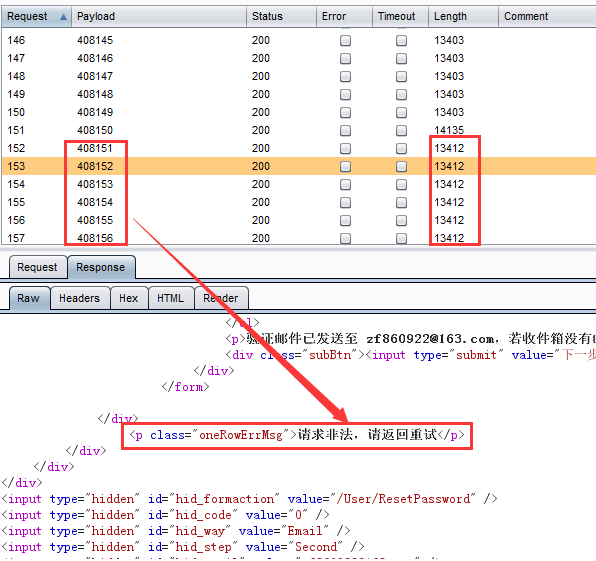 Request Payload Status Error Timeout Length Comment
146 408145 200 13403
147 408146 200 13403
148 408147 200 13403
149 408148 200 13403
150 408149 200 13403
151 408150 200 14135
152 408151 200 13412
153 408152 200 13412
154 408153 200 13412
155 408154 200 13412
156 408155 200 13412
157 408156 200 13412
Request Response
Raw Headers Hex HTML Render
<p>验证邮件已发送至 zf860922@163.com，若收件箱没有
<div class="subBtn"><input type="submit" value="下一步
</div>
</form>
</div>
<p class="oneRowErrMsg">请求非法，请返回重试</p>
</div>
</div>
</div>
<input type="hidden" id="hid_formaction" value="/User/ResetPassword" />
<input type="hidden" id="hid_code" value="0" />
<input type="hidden" id="hid_way" value="Email" />
<input type="hidden" id="hid_step" value="Second" />